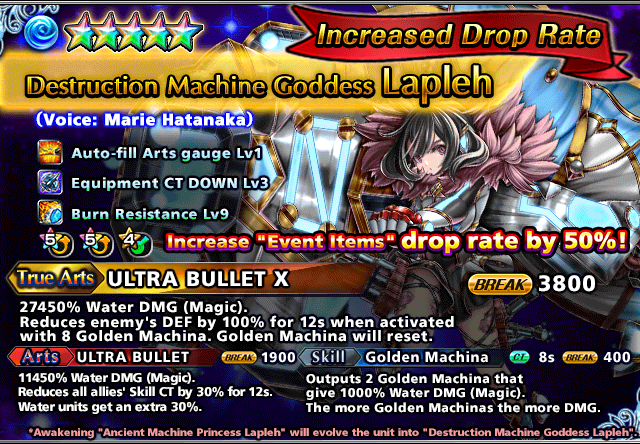 Increased Drop Rate
Destruction Machine Goddess Lapleh
(Voice: Marie Hatanaka)
Auto-fill Arts gauge Lv1
Equipment CT DOWN Lv3
Burn Resistance Lv9
5 5 4
Increase "Event Items" drop rate by 50%!
True Arts ULTRA BULLET X BREAK 3800
27450% Water DMG (Magic).
Reduces enemy's DEF by 100% for 12s when activated
with 8 Golden Machina. Golden Machina will reset.
Arts ULTRA BULLET BREAK 1900
11450% Water DMG (Magic).
Reduces all allies' Skill CT by 30% for 12s.
Water units get an extra 30%.
Skill Golden Machina CT 8s BREAK 400
Outputs 2 Golden Machina that
give 1000% Water DMG (Magic).
The more Golden Machinas the more DMG.
*Awakening "Ancient Machine Princess Lapleh" will evolve the unit into "Destruction Machine Goddess Lapleh".